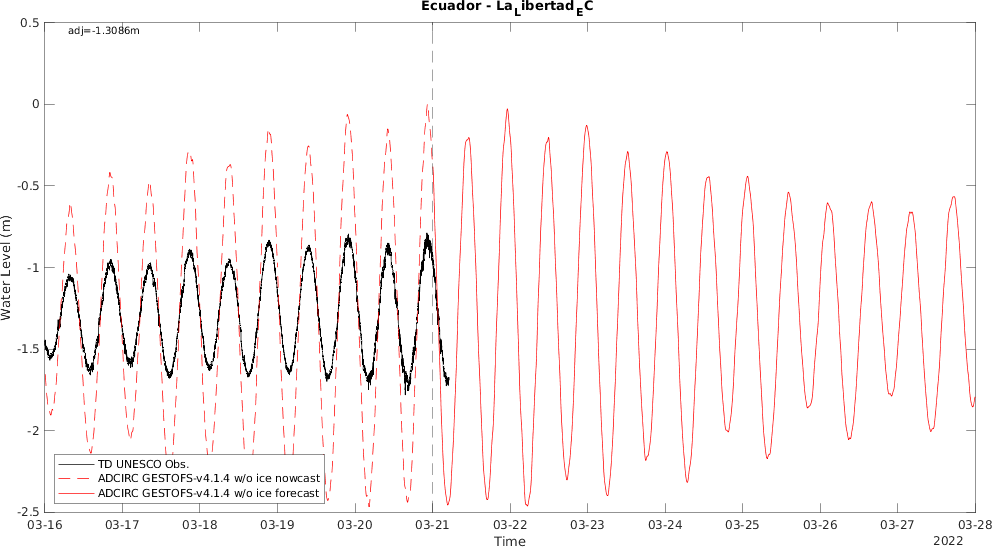 Ecuador - LaLibertadEC
adj=-1.3086m
0.5
0
-0.5
-1
-1.5
-2
-2.5
Water Level (m)
TD UNESCO Obs.
ADCIRC GESTOFS-v4.1.4 w/o ice nowcast
ADCIRC GESTOFS-v4.1.4 w/o ice forecast
03-16 03-17 03-18 03-19 03-20 03-21 03-22 03-23 03-24 03-25 03-26 03-27 03-28
Time
2022